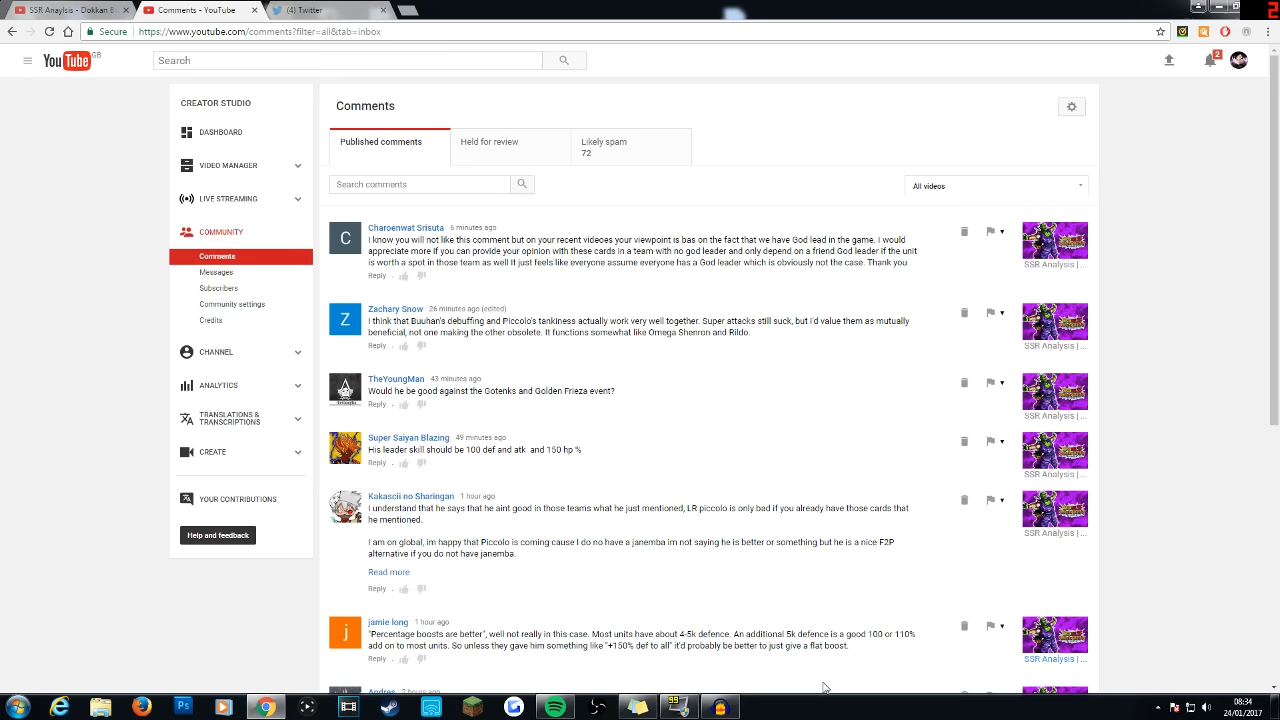 SSR Anaylsis - Dokkan B
Comments - YouTube
(4) Twitter
Secure
https://www.youtube.com/comments?filter=all&tab=inbox
YouTube GB
Search
2
CREATOR STUDIO
DASHBOARD
VIDEO MANAGER
LIVE STREAMING
COMMUNITY
Comments
Messages
Subscribers
Community settings
Credits
CHANNEL
ANALYTICS
TRANSLATIONS &
TRANSCRIPTIONS
CREATE
YOUR CONTRIBUTIONS
Help and feedback
Comments
Published comments
Held for review
Likely spam
72
Search comments
All videos
Charoenwat Srisuta 6 minutes ago
I know you will not like this comment but on your recent videos your viewpoint is bas on the fact that we have God lead in the game. I would
appreciate more if you can provide your opinion with these cards in a team with no god leader and only depend on a friend God leader If the unit
is worth a spot in those team as well It just feels like everyone assume everyone has a God leader which is obviously not the case. Thank you
Reply .
SSR Analysis | ...
Zachary Snow 26 minutes ago (edited)
I think that Buuhan's debuffing and Piccolo's tankiness actually work very well together. Super attacks still suck, but I'd value them as mutually
beneficial, not one making the other obsolete. It functions somewhat like Omega Shenron and Rildo.
Reply .
SSR Analysis | ...
TheYoungMan 43 minutes ago
Would he be good against the Gotenks and Golden Frieza event?
Reply .
SSR Analysis | ...
Super Saiyan Blazing 49 minutes ago
His leader skill should be 100 def and atk and 150 hp %
Reply .
SSR Analysis | ...
Kakascii no Sharingan 1 hour ago
I understand that he says that he aint good in those teams what he just mentioned, LR piccolo is only bad if you already have those cards that
he mentioned.
I am on global, im happy that Piccolo is coming cause I do no have a janemba im not saying he is better or something but he is a nice F2P
alternative if you do not have janemba.
Read more
Reply .
SSR Analysis | ...
jamie long 1 hour ago
"Percentage boosts are better", well not really in this case. Most units have about 4-5k defence. An additional 5k defence is a good 100 or 110%
add on to most units. So unless they gave him something like "+150% def to all" it'd probably be better to just give a flat boost.
Reply .
SSR Analysis | ...
Andres 2 hours ago
08:34
24/01/2017